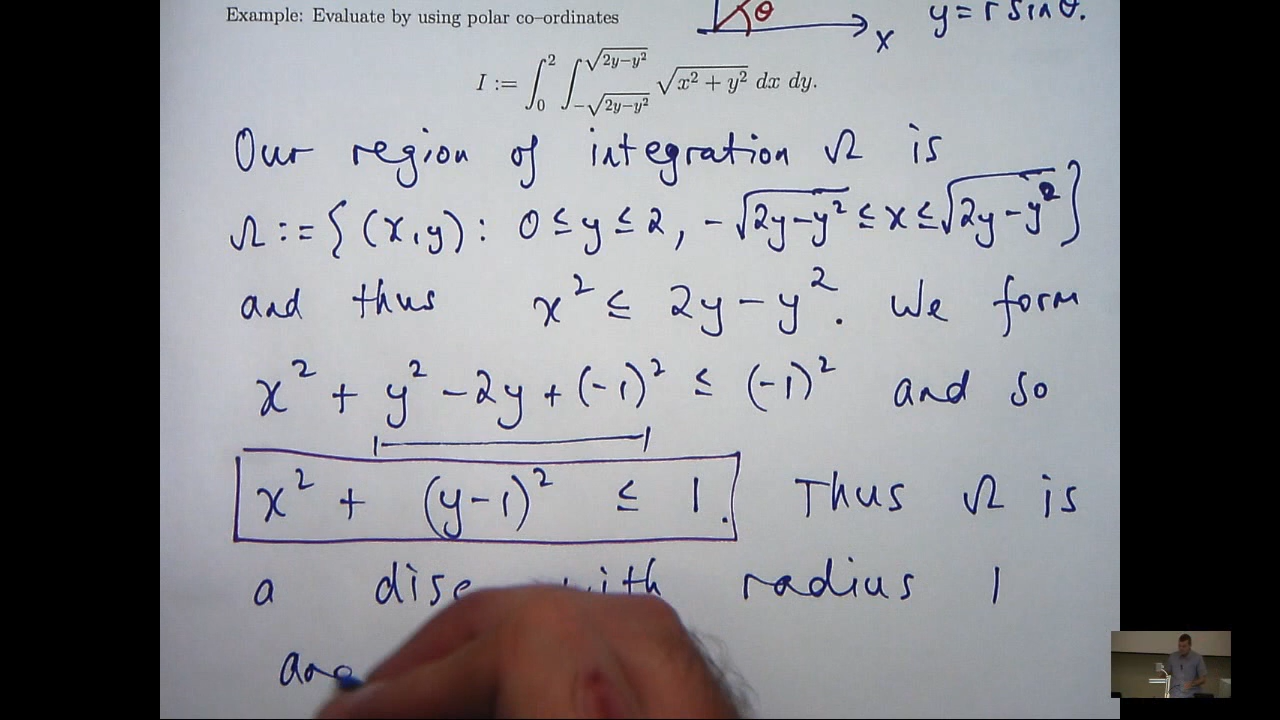 Example: Evaluate by using polar co–ordinates
θ
x
y = r sin θ.
I := ∫_0^2 ∫_{-√(2y−y²)}^{√(2y−y²)} √(x² + y²) dx dy.
Our region of integration Ω is
Ω := {(x,y): 0 ≤ y ≤ 2, -√(2y-y²) ≤ x ≤ √(2y-y²)}
and thus x² ≤ 2y - y². We form
x² + y² - 2y + (-1)² ≤ (-1)² and so
x² + (y-1)² ≤ 1. Thus Ω is
a disc with radius 1